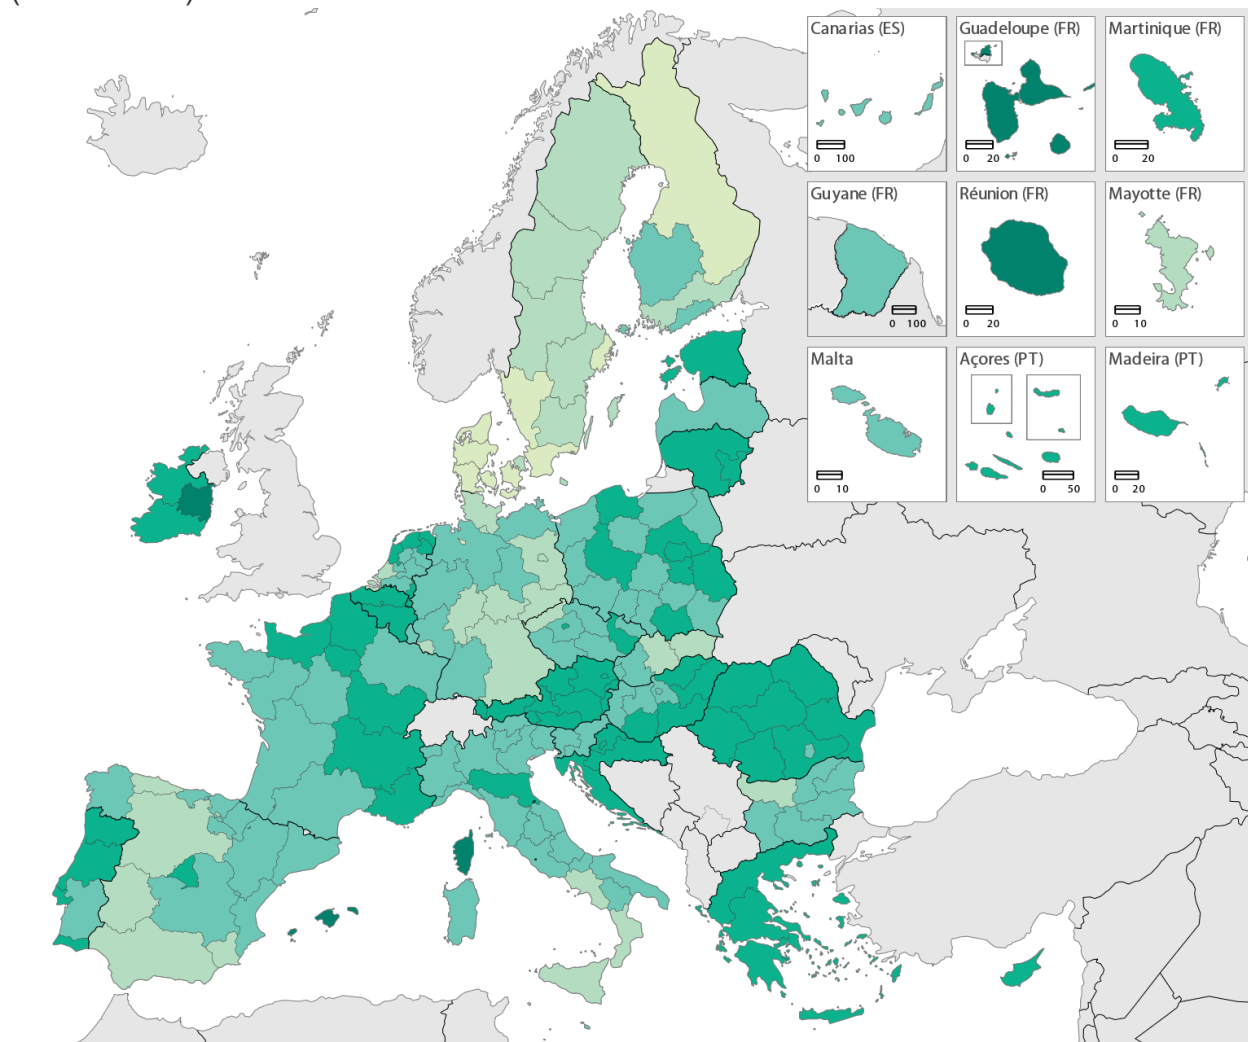 Canarias (ES)
0 100
Guadeloupe (FR)
0 20
Martinique (FR)
0 20
Guyane (FR)
0 100
Réunion (FR)
0 20
Mayotte (FR)
0 10
Malta
0 10
Açores (PT)
0 50
Madeira (PT)
0 20